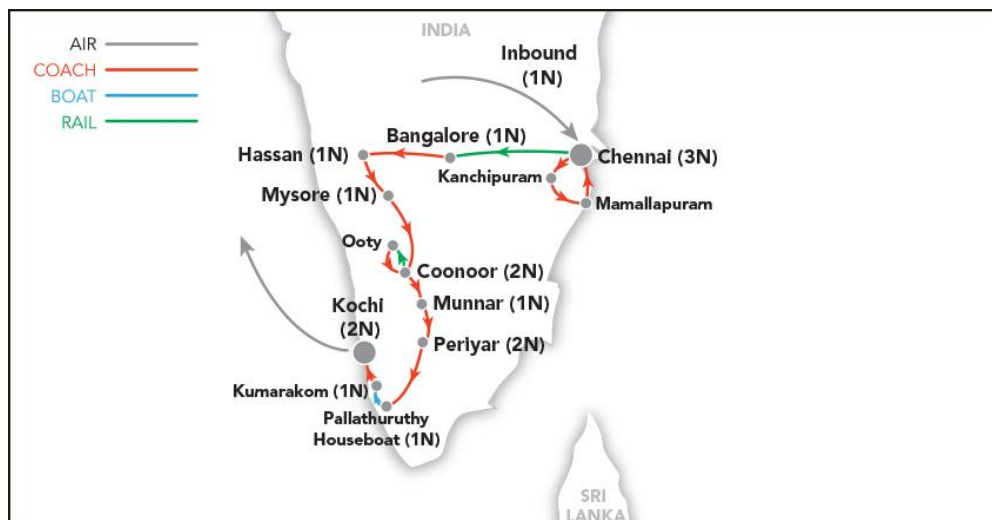 AIR
COACH
BOAT
RAIL
INDIA
Inbound
(1N)
Bangalore (1N)
Hassan (1N)
Chennai (3N)
Kanchipuram
Mysore (1N)
Mamallapuram
Ooty
Coonoor (2N)
Kochi
(2N)
Munnar (1N)
Periyar (2N)
Kumarakom (1N)
Pallathuruthy
Houseboat (1N)
SRI
LANKA